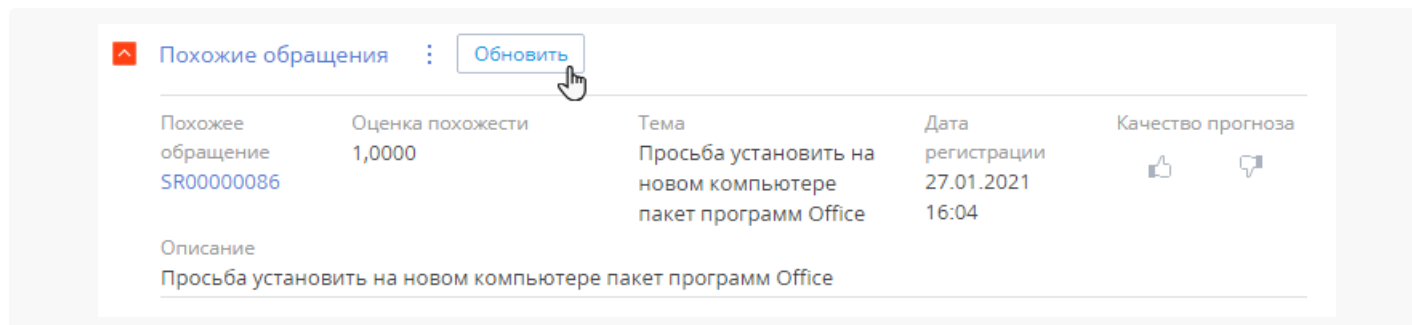 Похожие обращения
Обновить
Похожее обращение
SR00000086
Оценка похожести
1,0000
Тема
Просьба установить на
новом компьютере
пакет программ Office
Дата
регистрации
27.01.2021
16:04
Качество прогноза
Описание
Просьба установить на новом компьютере пакет программ Office